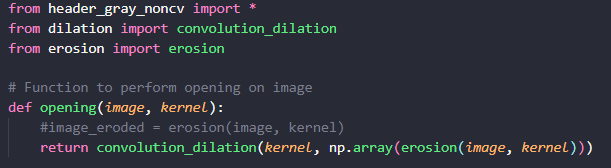 from header_gray_noncv import *
from dilation import convolution_dilation
from erosion import erosion
# Function to perform opening on image
def opening(image, kernel):
#image_eroded = erosion(image, kernel)
return convolution_dilation(kernel, np.array(erosion(image, kernel)))